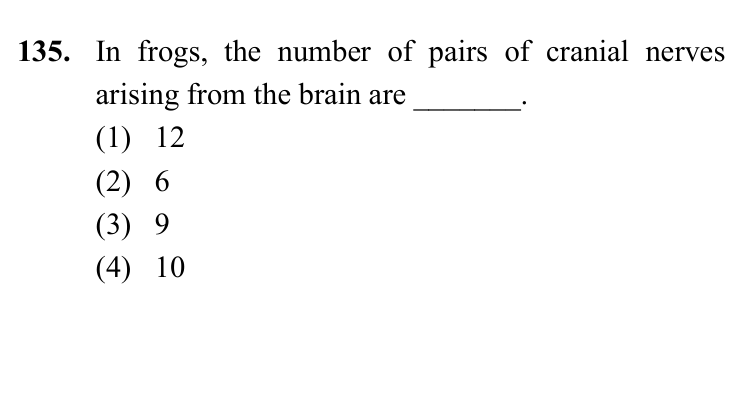 135. In frogs, the number of pairs of cranial nerves
arising from the brain are _______.
(1) 12
(2) 6
(3) 9
(4) 10